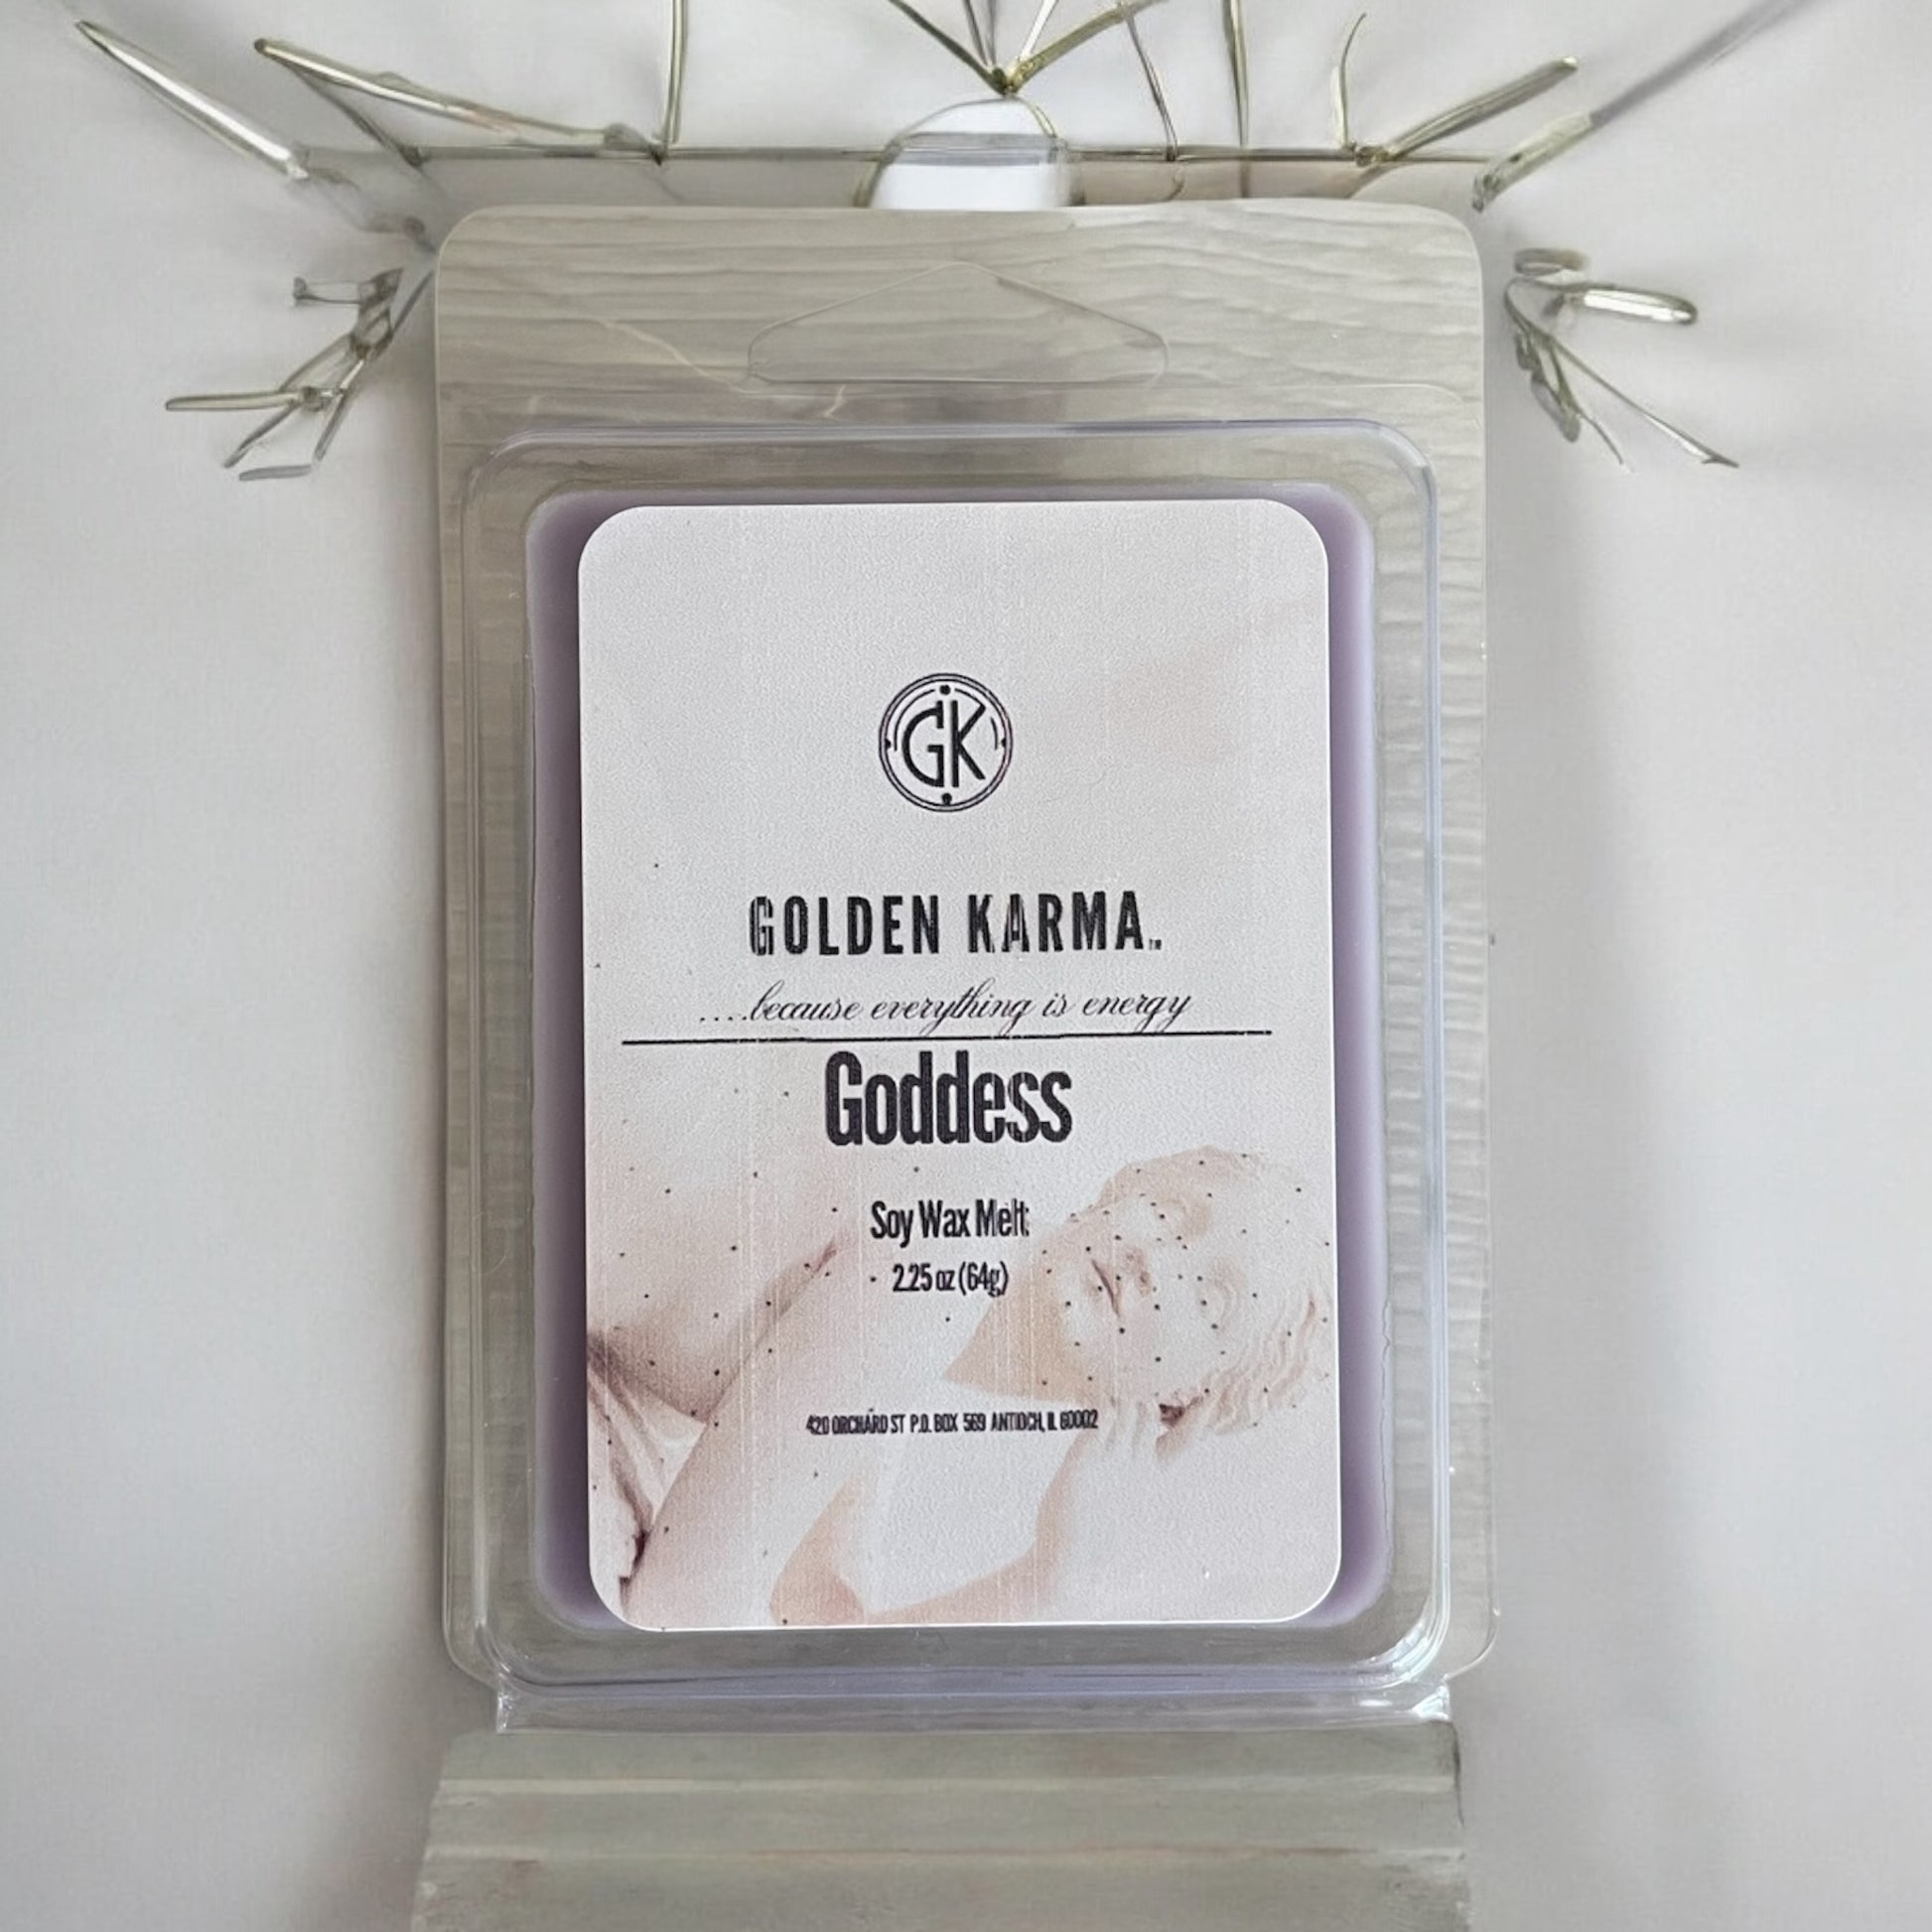 GK
GOLDEN KARMA™
....because everything is energy
Goddess
Soy Wax Melt
2.25 oz (64g)
420 ORCHARD ST P.O. BOX 569 ANTIOCH, IL 60002